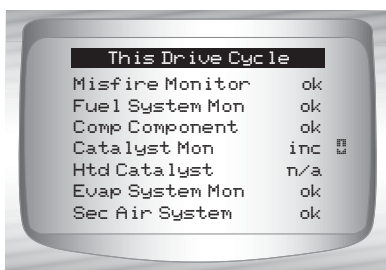 This Drive Cycle
Misfire Monitor ok
Fuel System Mon ok
Comp Component ok
Catalyst Mon inc
Htd Catalyst n/a
Evap System Mon ok
Sec Air System ok